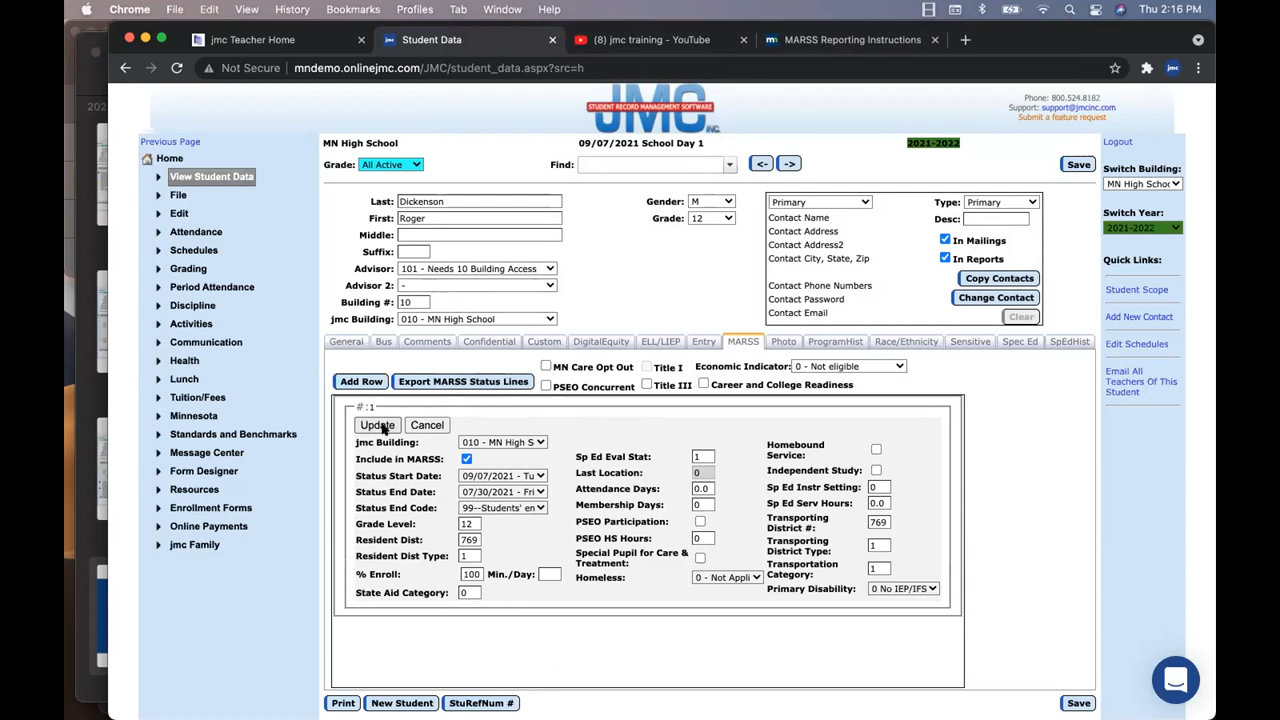 Chrome File Edit View History Bookmarks Profiles Tab Window Help Thu 2:16 PM
jmc Teacher Home Student Data (8) jmc training - YouTube MARSS Reporting Instructions
Not Secure mndemo.onlinejmc.com/JMC/student_data.aspx?src=h
202
JMC INC.
STUDENT RECORD MANAGEMENT SOFTWARE
Phone: 800.524.8182
Support: support@jmcinc.com
Submit a feature request
Previous Page
Home
View Student Data
File
Edit
Attendance
Schedules
Grading
Period Attendance
Discipline
Activities
Communication
Health
Lunch
Tuition/Fees
Minnesota
Standards and Benchmarks
Message Center
Form Designer
Resources
Enrollment Forms
Online Payments
jmc Family
MN High School 09/07/2021 School Day 1 2021-2022
Grade: All Active Find: <- -> Save
Last: Dickenson
First: Roger
Middle:
Suffix:
Advisor: 101 - Needs 10 Building Access
Advisor 2: -
Building #: 10
jmc Building: 010 - MN High School
Gender: M
Grade: 12
Primary Type: Primary
Contact Name Desc:
Contact Address In Mailings
Contact Address2
Contact City, State, Zip In Reports
Copy Contacts
Contact Phone Numbers
Contact Password Change Contact
Contact Email Clear
General Bus Comments Confidential Custom DigitalEquity ELL/LIEP Entry MARSS Photo ProgramHist Race/Ethnicity Sensitive Spec Ed SpEdHist
Add Row Export MARSS Status Lines
MN Care Opt Out Title I Economic Indicator: 0 - Not eligible
PSEO Concurrent Title III Career and College Readiness
# :1
Update Cancel
jmc Building: 010 - MN High S
Include in MARSS:
Status Start Date: 09/07/2021 - Tu
Status End Date: 07/30/2021 - Fri
Status End Code: 99--Students' en
Grade Level: 12
Resident Dist: 769
Resident Dist Type: 1
% Enroll: 100 Min./Day:
State Aid Category: 0
Sp Ed Eval Stat: 1
Last Location: 0
Attendance Days: 0.0
Membership Days: 0
PSEO Participation:
PSEO HS Hours: 0
Special Pupil for Care &
Treatment:
Homeless: 0 - Not Appli
Homebound
Service:
Independent Study:
Sp Ed Instr Setting: 0
Sp Ed Serv Hours: 0.0
Transporting
District #: 769
Transporting
District Type: 1
Transportation
Category: 1
Primary Disability: 0 No IEP/IFS
Print New Student StuRefNum # Save
Logout
Switch Building:
MN High Schoo
Switch Year:
2021-2022
Quick Links:
Student Scope
Add New Contact
Edit Schedules
Email All
Teachers Of This
Student